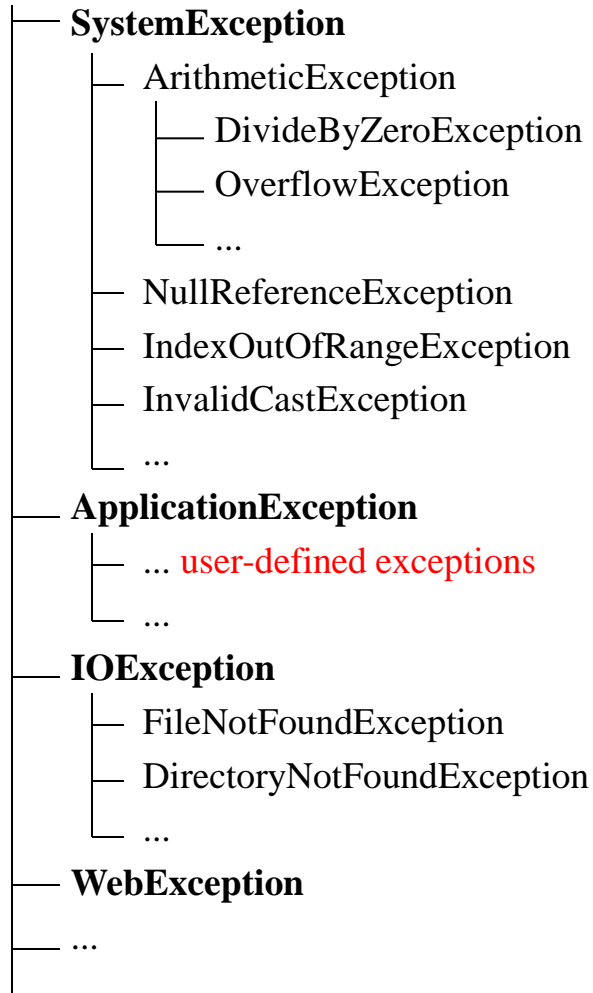 SystemException
ArithmeticException
DivideByZeroException
OverflowException
...
NullReferenceException
IndexOutOfRangeException
InvalidCastException
...
ApplicationException
... user-defined exceptions
...
IOException
FileNotFoundException
DirectoryNotFoundException
...
WebException
...